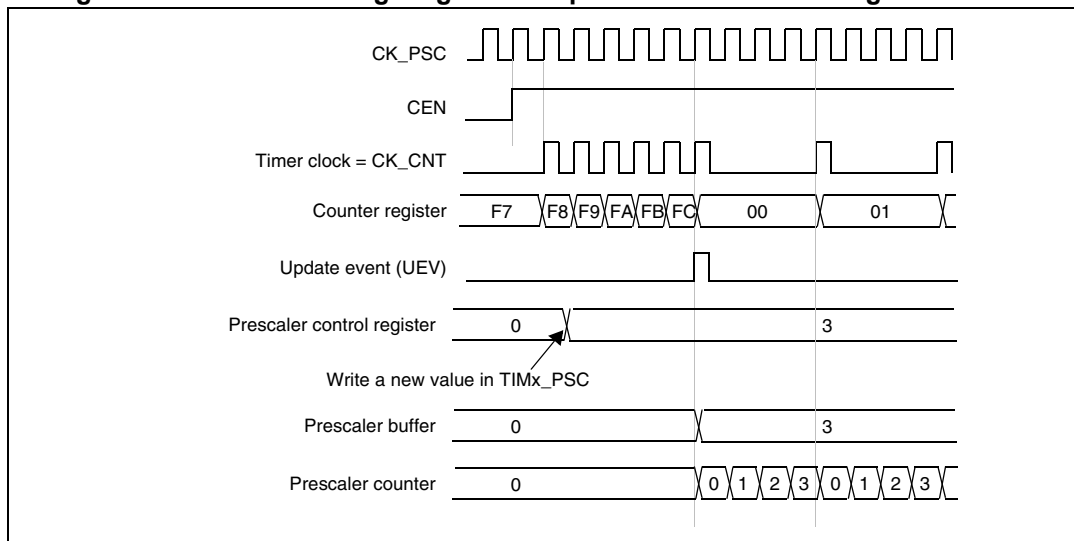 CK_PSC
CEN
Timer clock = CK_CNT
Counter register F7 F8 F9 FA FB FC 00 01
Update event (UEV)
Prescaler control register 0 3
Write a new value in TIMx_PSC
Prescaler buffer 0 3
Prescaler counter 0 0 1 2 3 0 1 2 3